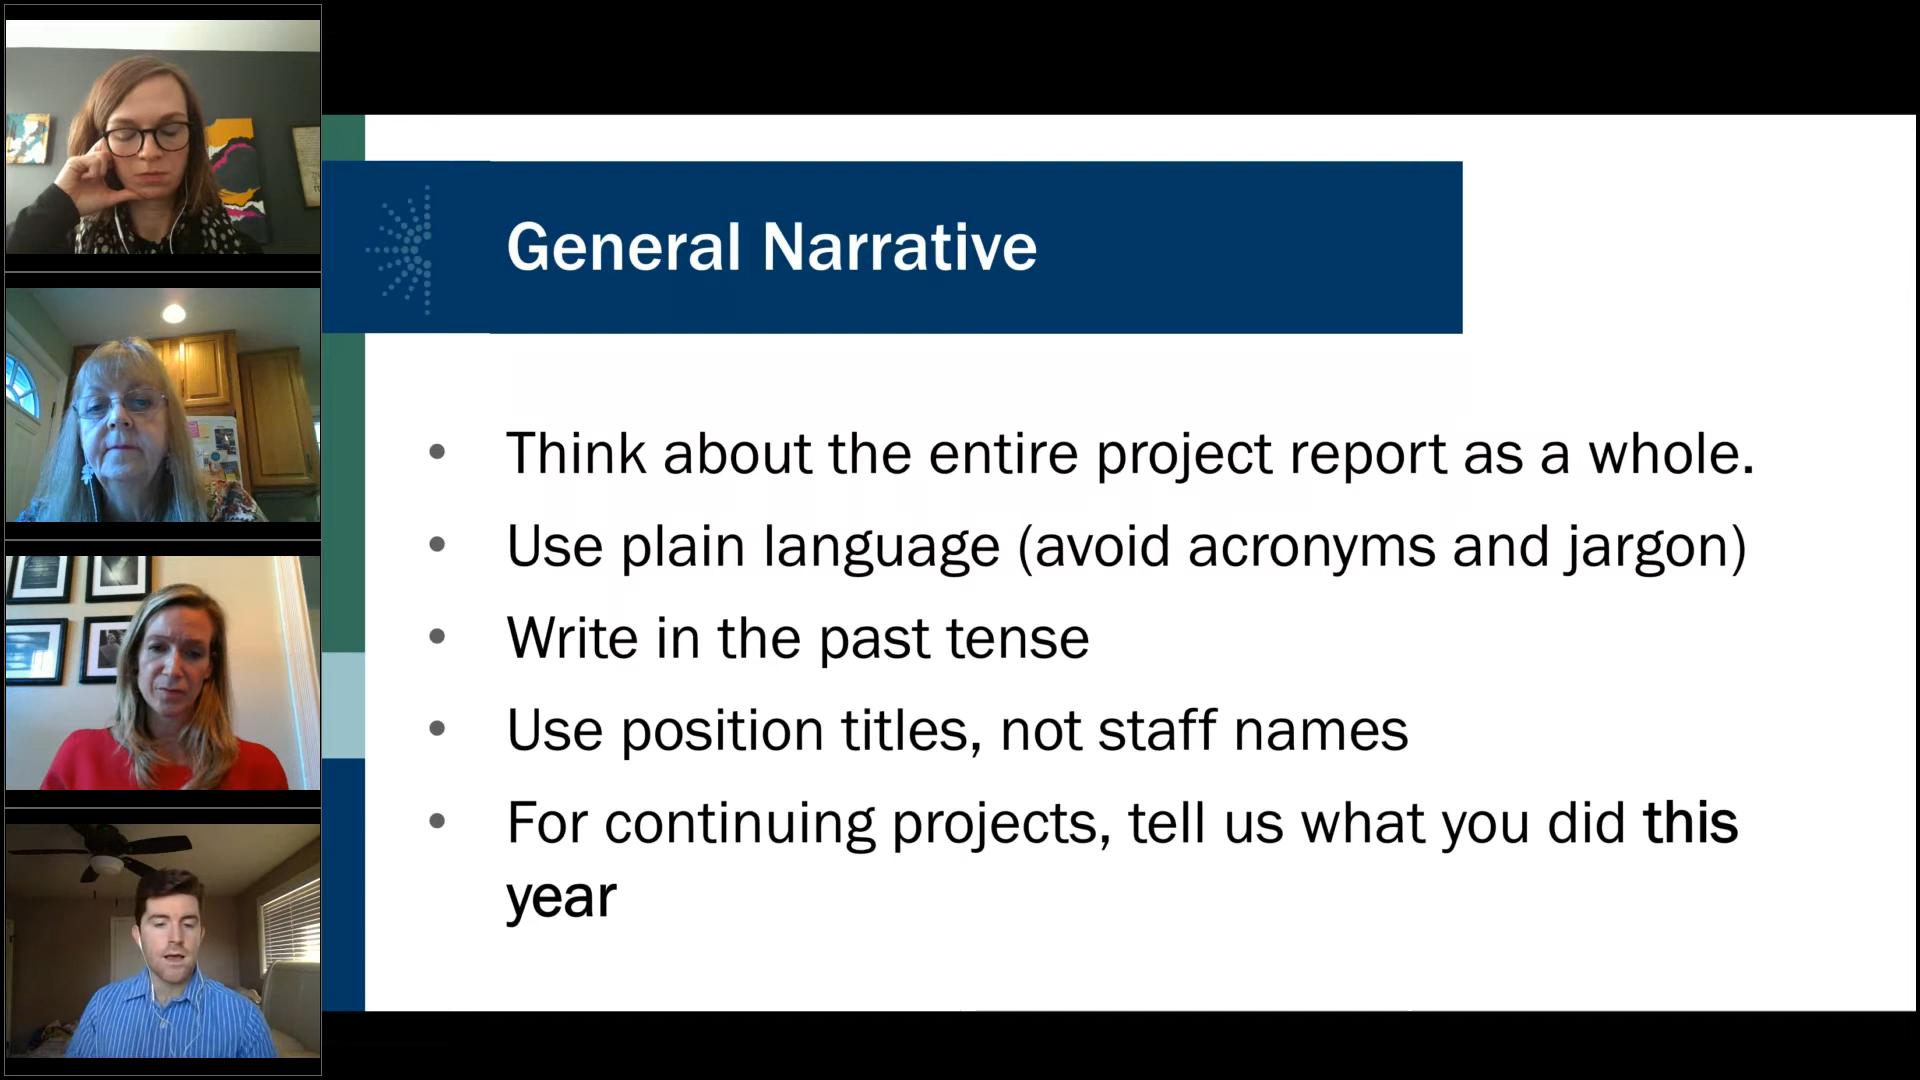 General Narrative
• Think about the entire project report as a whole.
• Use plain language (avoid acronyms and jargon)
• Write in the past tense
• Use position titles, not staff names
• For continuing projects, tell us what you did this
year